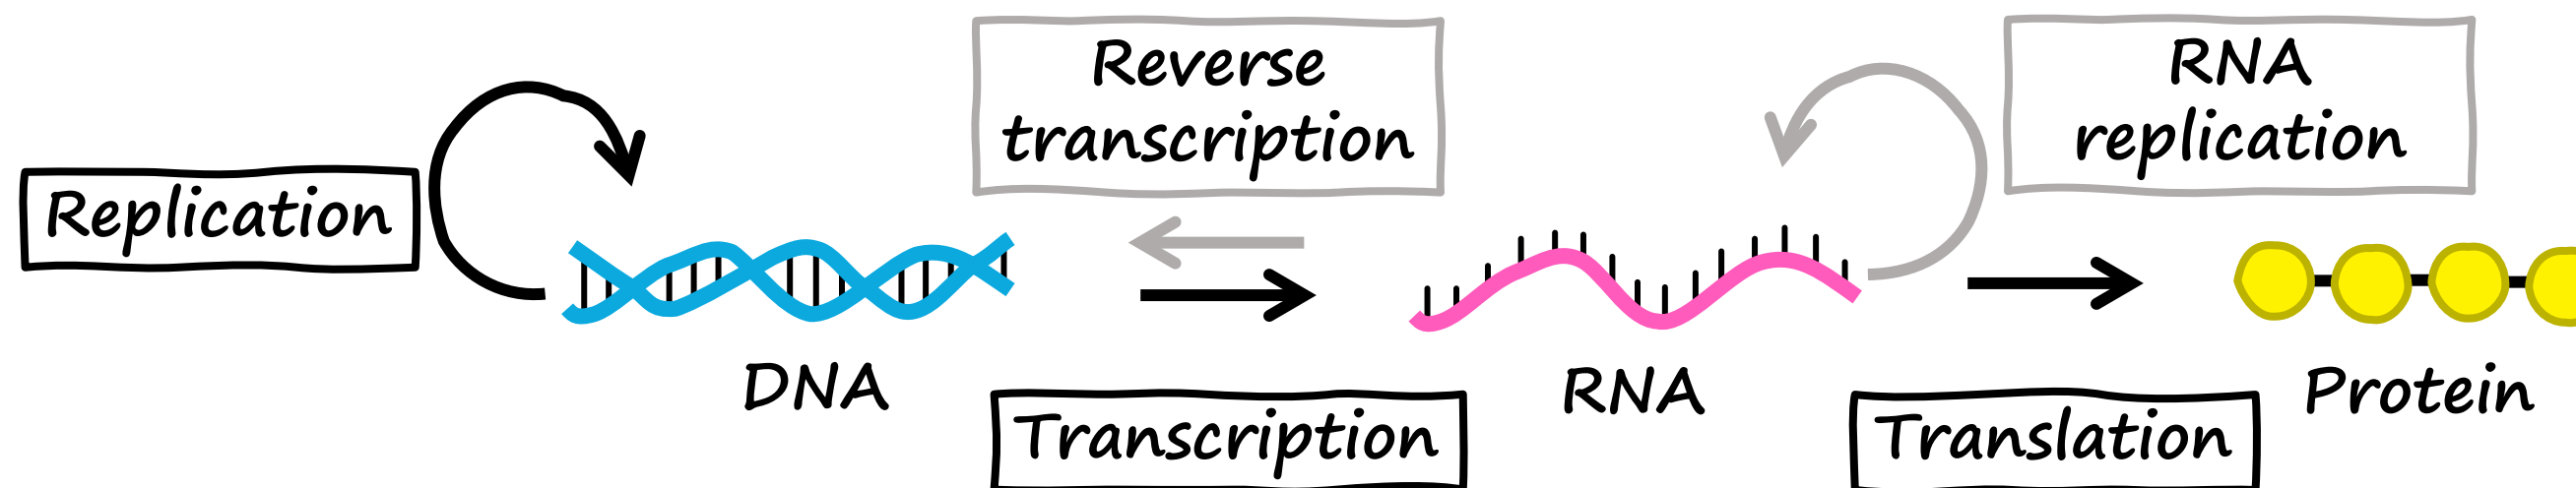 Reverse
transcription
RNA
replication
Replication
DNA
RNA
Protein
Transcription
Translation